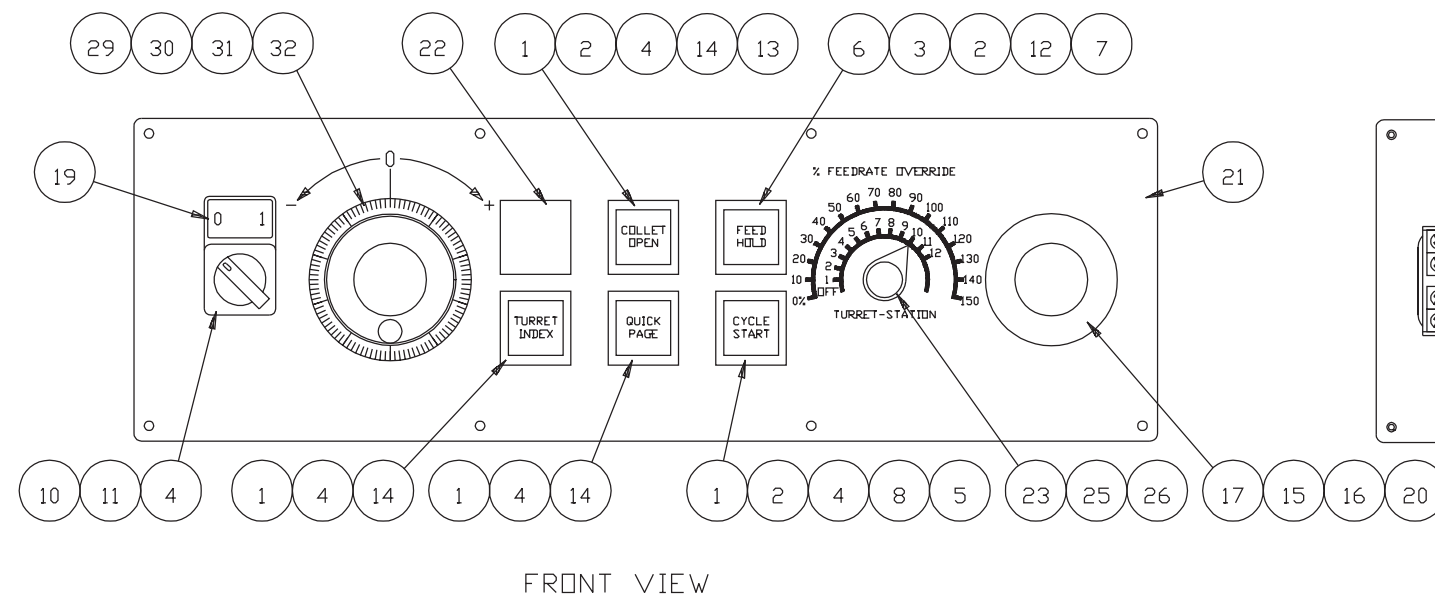 29 30 31 32 22 1 2 4 14 13 6 3 2 12 7
19
21
0 1
- 0 +
COLLET
OPEN
FEED
HOLD
TURRET
INDEX
QUICK
PAGE
CYCLE
START
% FEEDRATE OVERRIDE
0% 10 20 30 40 50 60 70 80 90 100 110 120 130 140 150
OFF 1 2 3 4 5 6 7 8 9 10 11 12
TURRET-STATION
0
10 11 4 1 4 14 1 4 14 1 2 4 8 5 23 25 26 17 15 16 20
FRONT VIEW